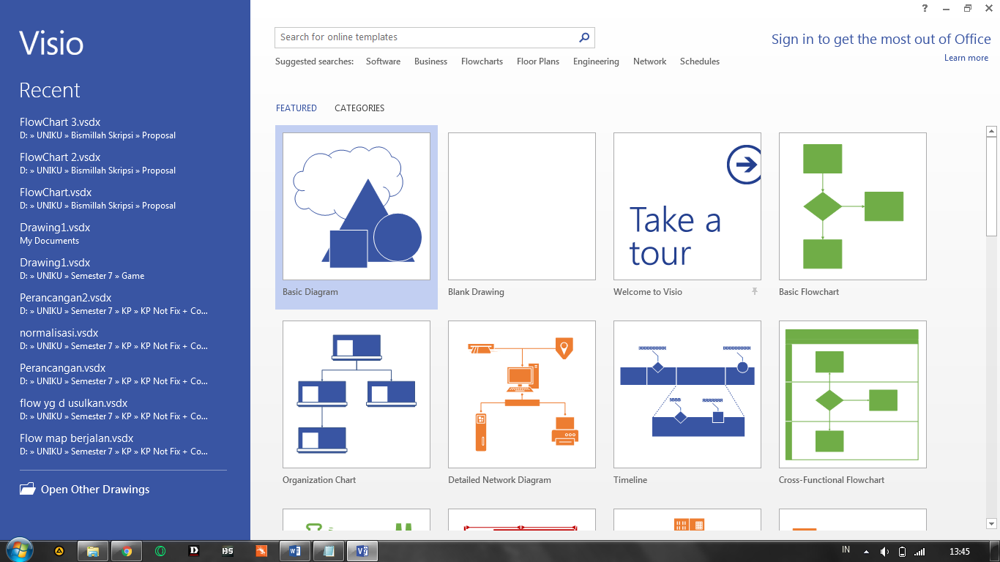 Visio
Recent
FlowChart 3.vsdx
D: » UNIKU » Bismillah Skripsi » Proposal
FlowChart 2.vsdx
D: » UNIKU » Bismillah Skripsi » Proposal
FlowChart.vsdx
D: » UNIKU » Bismillah Skripsi » Proposal
Drawing1.vsdx
My Documents
Drawing1.vsdx
D: » UNIKU » Semester 7 » Game
Perancangan2.vsdx
D: » UNIKU » Semester 7 » KP » KP Not Fix + Co...
normalisasi.vsdx
D: » UNIKU » Semester 7 » KP » KP Not Fix + Co...
Perancangan.vsdx
D: » UNIKU » Semester 7 » KP » KP Not Fix + Co...
flow yg d usulkan.vsdx
D: » UNIKU » Semester 7 » KP » KP Not Fix + Co...
Flow map berjalan.vsdx
D: » UNIKU » Semester 7 » KP » KP Not Fix + Co...
Open Other Drawings
?
Search for online templates
Sign in to get the most out of Office
Learn more
Suggested searches: Software Business Flowcharts Floor Plans Engineering Network Schedules
FEATURED CATEGORIES
Take a
tour
Basic Diagram Blank Drawing Welcome to Visio Basic Flowchart
Organization Chart Detailed Network Diagram Timeline Cross-Functional Flowchart
IN 13:45